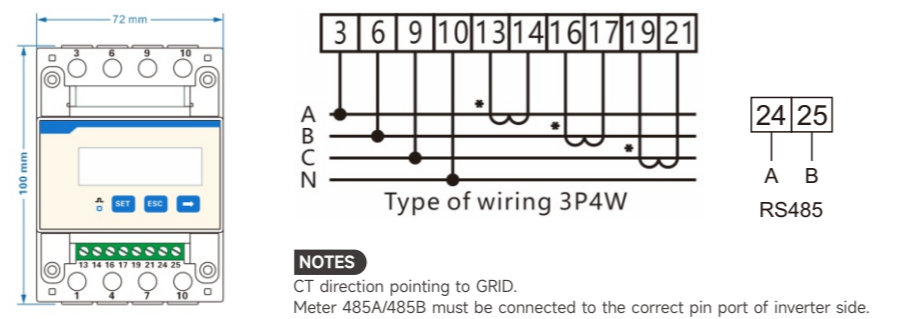 72 mm
100 mm
3 6 9 10
SET ESC
13 14 16 17 19 21 24 25
1 4 7 10
3 6 9 10 13 14 16 17 19 21
A
B
C
N
* * *
Type of wiring 3P4W
24 25
A B
RS485
NOTES
CT direction pointing to GRID.
Meter 485A/485B must be connected to the correct pin port of inverter side.